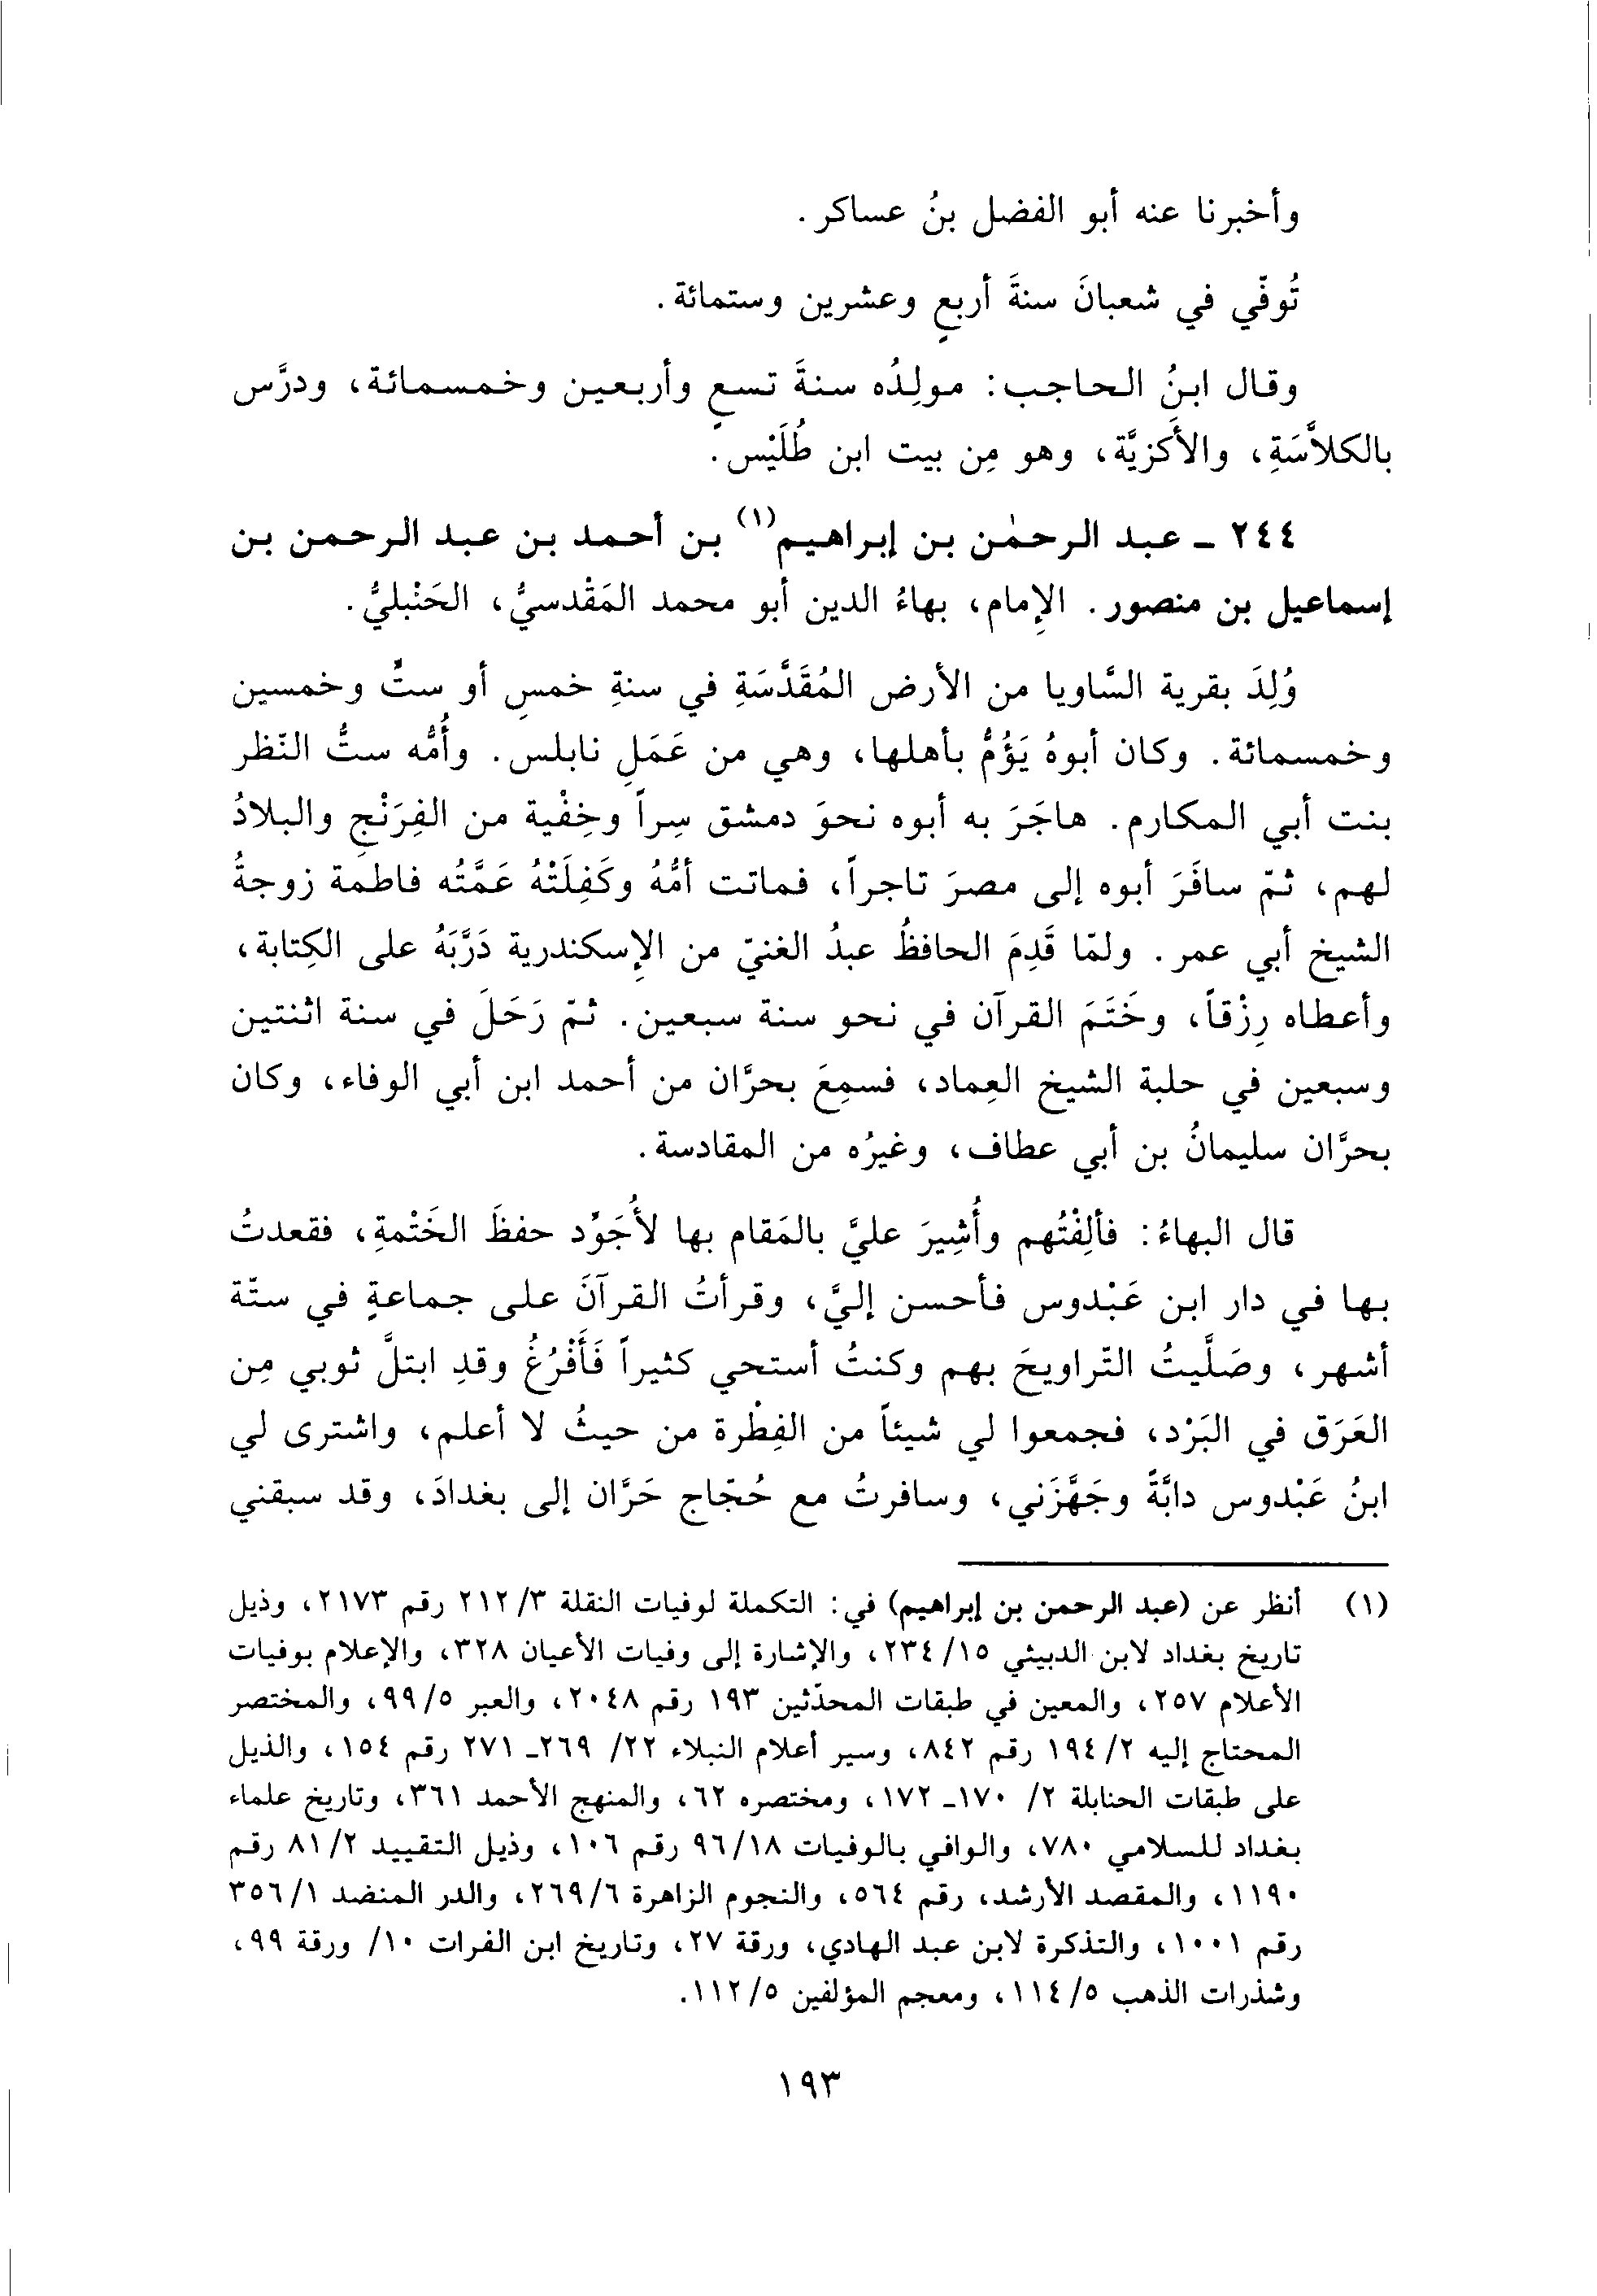 وأخبرنا عنه أبو الفضل بنُ عساكر.
تُوفّي في شعبانَ سنةَ أربعٍ وعشرين وستمائة.
وقال ابنُ الحاجب: مولِدُه سنةَ تسعٍ وأربعين وخمسمائة، ودرَّس
بالكلاَّسَةِ، والأَكزيَّة، وهو مِن بيت ابن طُلَيْس.
٢٤٤ ـ عبد الرحمٰن بن إبراهيم(١) بن أحمد بن عبد الرحمن بن
إسماعيل بن منصور. الإِمام، بهاءُ الدين أبو محمد المَقْدسيُّ، الحَنْبليُّ.
وُلِدَ بقرية السَّاويا من الأرض المُقَدَّسَةِ في سنةِ خمسِ أو ستٍّ وخمسين
وخمسمائة. وكان أبوهُ يَؤُمُّ بأهلها، وهي من عَمَلِ نابلس. وأُمُّه ستُّ النّظر
بنت أبي المكارم. هاجَرَ به أبوه نحوَ دمشق سِراً وخِفْية من الفِرَنْجِ والبلادُ
لهم، ثمّ سافَرَ أبوه إلى مصرَ تاجراً، فماتت أمُّهُ وكَفِلَتْهُ عَمَّتُه فاطمة زوجةُ
الشيخ أبي عمر. ولمّا قَدِمَ الحافظُ عبدُ الغنيّ من الإِسكندرية دَرَّبَهُ على الكِتابة،
وأعطاه رِزْقاً، وخَتَمَ القرآن في نحو سنة سبعين. ثمّ رَحَلَ في سنة اثنتين
وسبعين في حلبة الشيخ العِماد، فسمِعَ بحرَّان من أحمد ابن أبي الوفاء، وكان
بحرَّان سليمانُ بن أبي عطاف، وغيرُه من المقادسة.
قال البهاءُ: فألِفْتُهم وأُشِيرَ عليَّ بالمَقام بها لأُجَوِّد حفظَ الخَتْمةِ، فقعدتُ
بها في دار ابن عَبْدوس فأحسن إليَّ، وقرأتُ القرآنَ على جماعةٍ في ستّة
أشهر، وصَلَّيتُ التّراويحَ بهم وكنتُ أستحي كثيراً فَأَفْرُغُ وقدِ ابتلَّ ثوبي مِن
العَرَق في البَرْد، فجمعوا لي شيئاً من الفِطْرة من حيثُ لا أعلم، واشترى لي
ابنُ عَبْدوس دابَّةً وجَهَّزَني، وسافرتُ مع حُجّاج حَرَّان إلى بغدادَ، وقد سبقني
(١) أنظر عن (عبد الرحمن بن إبراهيم) في: التكملة لوفيات النقلة ٣/ ٢١٢ رقم ٢١٧٣، وذيل
تاريخ بغداد لابن الدبيثي ١٥/ ٢٣٤، والإشارة إلى وفيات الأعيان ٣٢٨، والإعلام بوفيات
الأعلام ٢٥٧، والمعين في طبقات المحدّثين ١٩٣ رقم ٢٠٤٨، والعبر ٥/ ٩٩، والمختصر
المحتاج إليه ٢/ ١٩٤ رقم ٨٤٢، وسير أعلام النبلاء ٢٢/ ٢٦٩ـ ٢٧١ رقم ١٥٤، والذيل
على طبقات الحنابلة ٢/ ١٧٠ـ ١٧٢، ومختصره ٦٢، والمنهج الأحمد ٣٦١، وتاريخ علماء
بغداد للسلامي ٧٨٠، والوافي بالوفيات ١٨/ ٩٦ رقم ١٠٦، وذيل التقييد ٢/ ٨١ رقم
١١٩٠، والمقصد الأرشد، رقم ٥٦٤، والنجوم الزاهرة ٦/ ٢٦٩، والدر المنضد ١/ ٣٥٦
رقم ١٠٠١، والتذكرة لابن عبد الهادي، ورقة ٢٧، وتاريخ ابن الفرات ١٠/ ورقة ٩٩،
وشذرات الذهب ٥/ ١١٤، ومعجم المؤلفين ٥/ ١١٢.
١٩٣